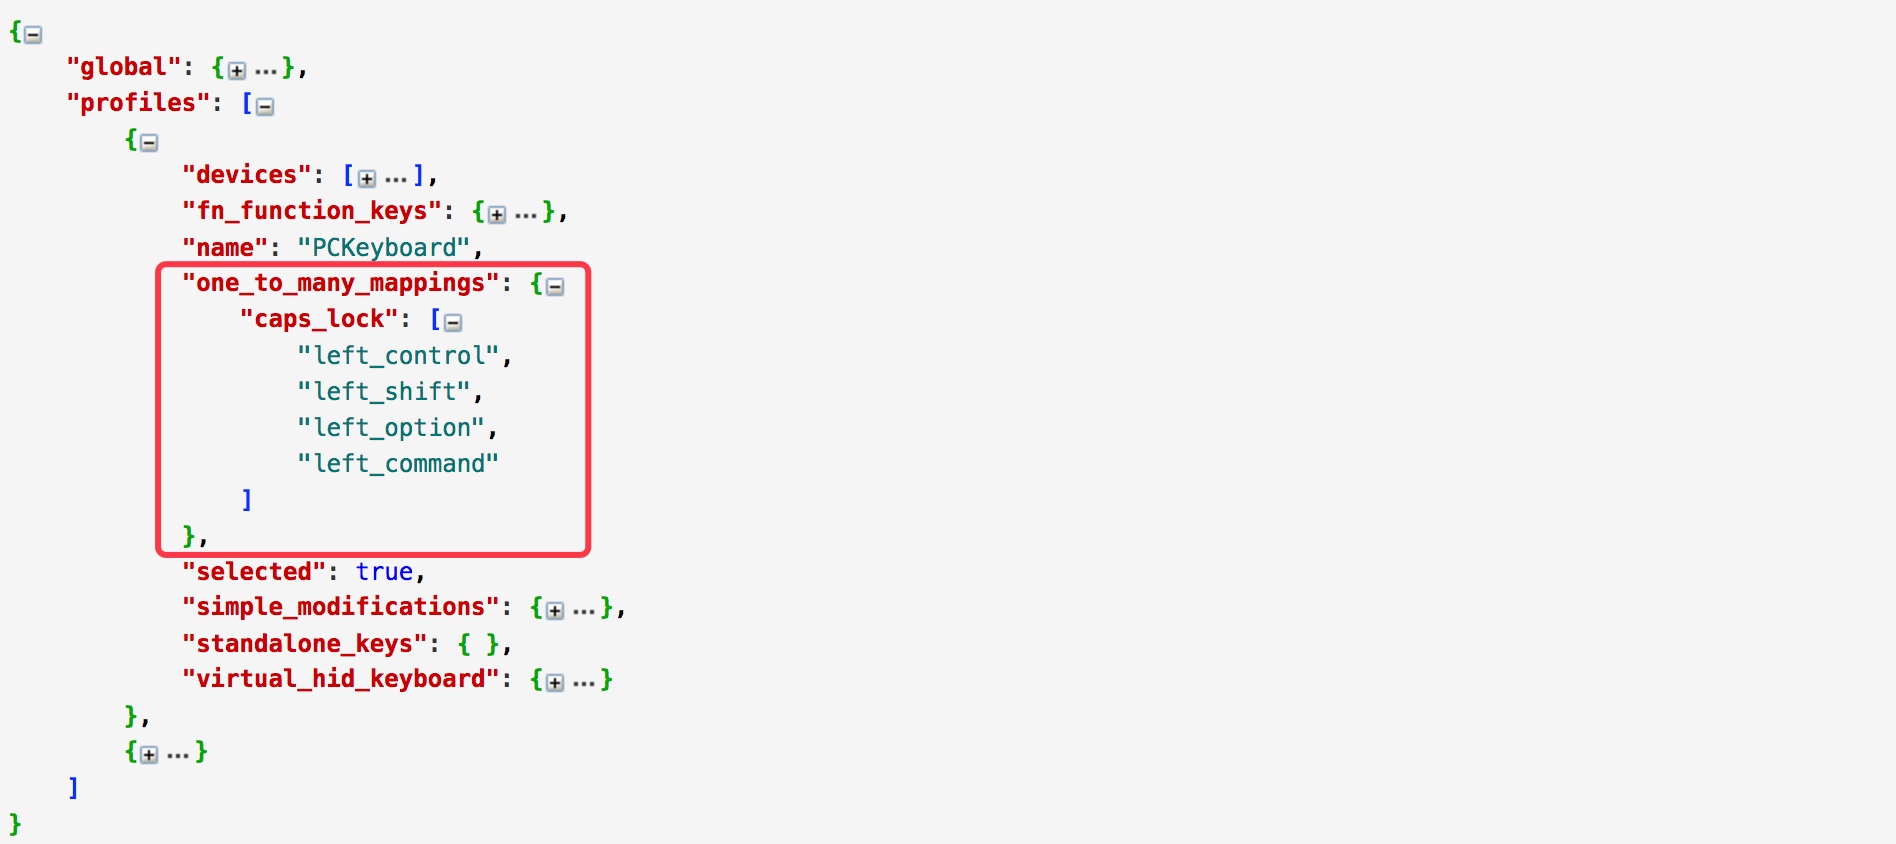 {
"global": { ...},
"profiles": [
{
"devices": [ ...],
"fn_function_keys": { ...},
"name": "PCKeyboard",
"one_to_many_mappings": {
"caps_lock": [
"left_control",
"left_shift",
"left_option",
"left_command"
]
},
"selected": true,
"simple_modifications": { ...},
"standalone_keys": { },
"virtual_hid_keyboard": { ...}
},
{ ...}
]
}